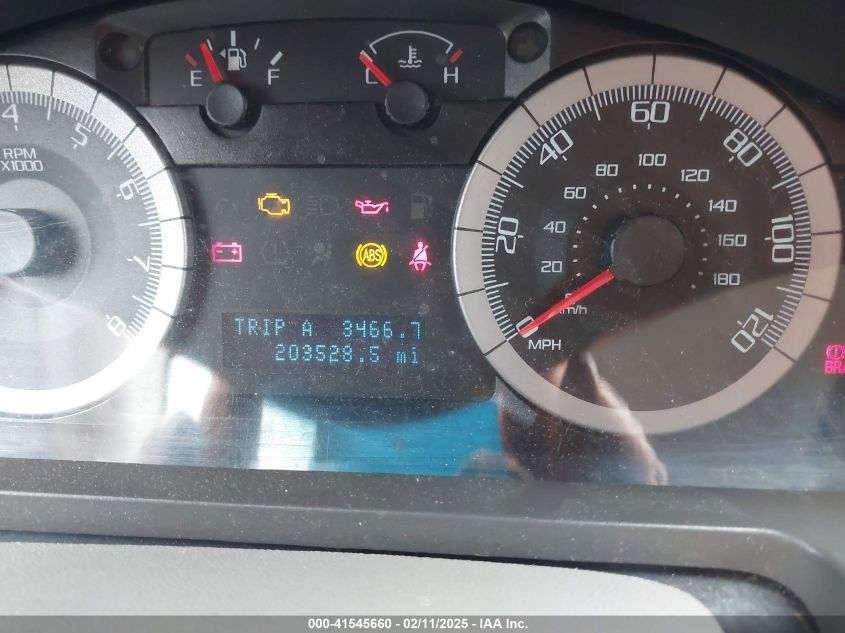 E F
L H
4 5 6 7 8
RPM
X1000
0 20 40 60 80 100 120
MPH
20 40 60 80 100 120 140 160 180
km/h
ABS
TRIP A 3466.7
203528.5 mi
000-41545660 - 02/11/2025 - IAA Inc.